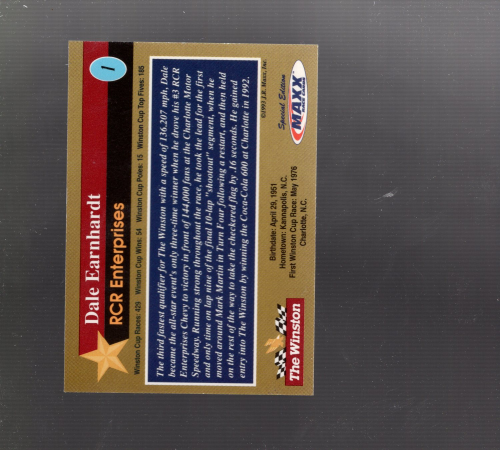 1
Dale Earnhardt
RCR Enterprises
Winston Cup Races: 429 Winston Cup Wins: 54 Winston Cup Poles: 15 Winston Cup Top Fives: 185
The third fastest qualifier for The Winston with a speed of 136.207 mph, Dale
became the all-star event's only three-time winner when he drove his #3 RCR
Enterprises Chevy to victory in front of 144,000 fans at the Charlotte Motor
Speedway. Running strong throughout the race, he took the lead for the first
and only time on lap nine of the final 10-lap "shootout" segment, when he
moved around Mark Martin in Turn Four following a restart, and then held
on the rest of the way to take the checkered flag by .16 seconds. He gained
entry into The Winston by winning the Coca-Cola 600 at Charlotte in 1992.
The Winston
Birthdate: April 29, 1951
Hometown: Kannapolis, N.C.
First Winston Cup Race: May 1976
Charlotte, N.C.
©1993 J.R. Maxx, Inc.
Special Edition
MAXX